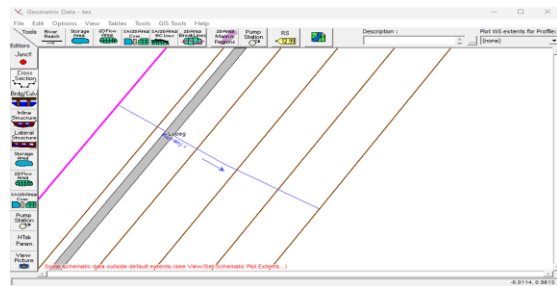 Geometric Data - tes
File Edit Options View Tables Tools GIS Tools Help
Tools
River Reach
Storage Area
2D Flow Area
SA/2D Area Conn
SA/2D Area BC Lines
2D Area Break Lines
2D Area Mann n Regions
Pump Station
RS
Description :
Plot WS extents for Profile:
(none)
Editors
Junct.
Cross Section
Brdg/Culv
Inline Structure
Lateral Structure
Storage Area
2D Flow Area
SA/2D Area Conn
Pump Station
HTab Param.
View Picture
Lubeg
Some schematic data outside default extents (see View/Set Schematic Plot Extents...)
-0.0114, 0.9813